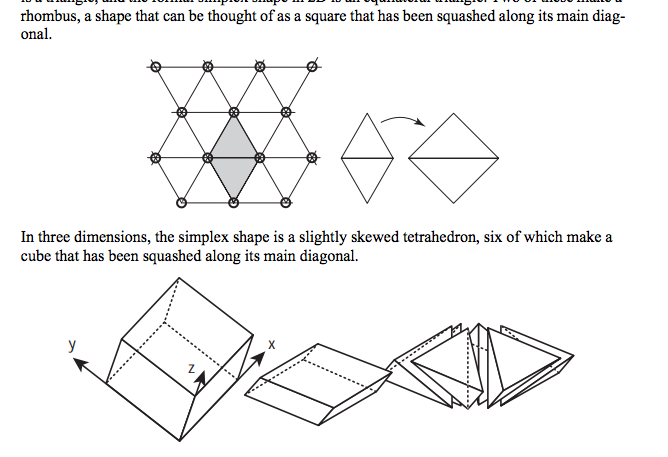 rhombus, a shape that can be thought of as a square that has been squashed along its main diag-
onal.
In three dimensions, the simplex shape is a slightly skewed tetrahedron, six of which make a
cube that has been squashed along its main diagonal.
y
z
x